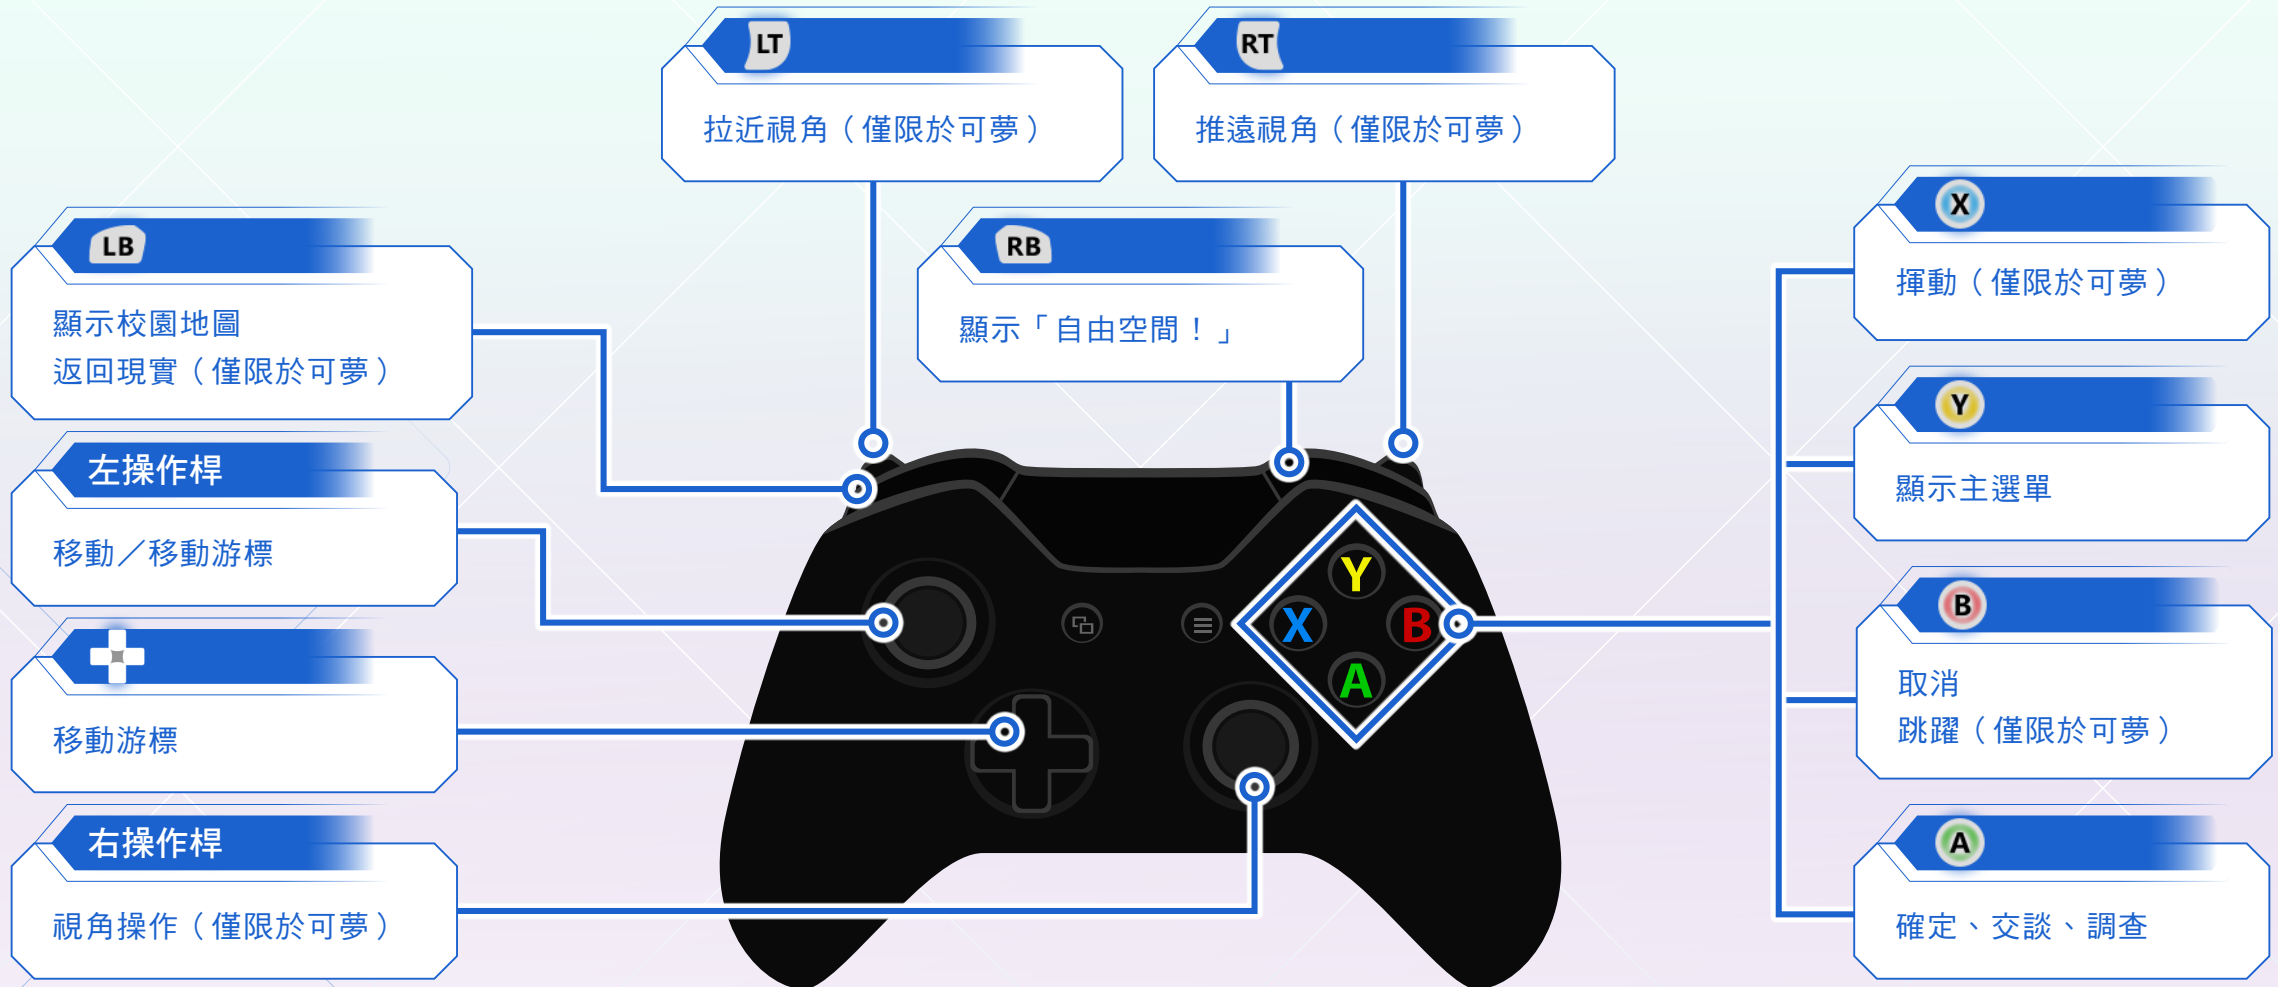 LT
拉近視角（僅限於可夢）
RT
推遠視角（僅限於可夢）
LB
顯示校園地圖
返回現實（僅限於可夢）
RB
顯示「自由空間！」
左操作桿
移動／移動游標
移動游標
右操作桿
視角操作（僅限於可夢）
Y
X
B
A
X
揮動（僅限於可夢）
Y
顯示主選單
B
取消
跳躍（僅限於可夢）
A
確定、交談、調查